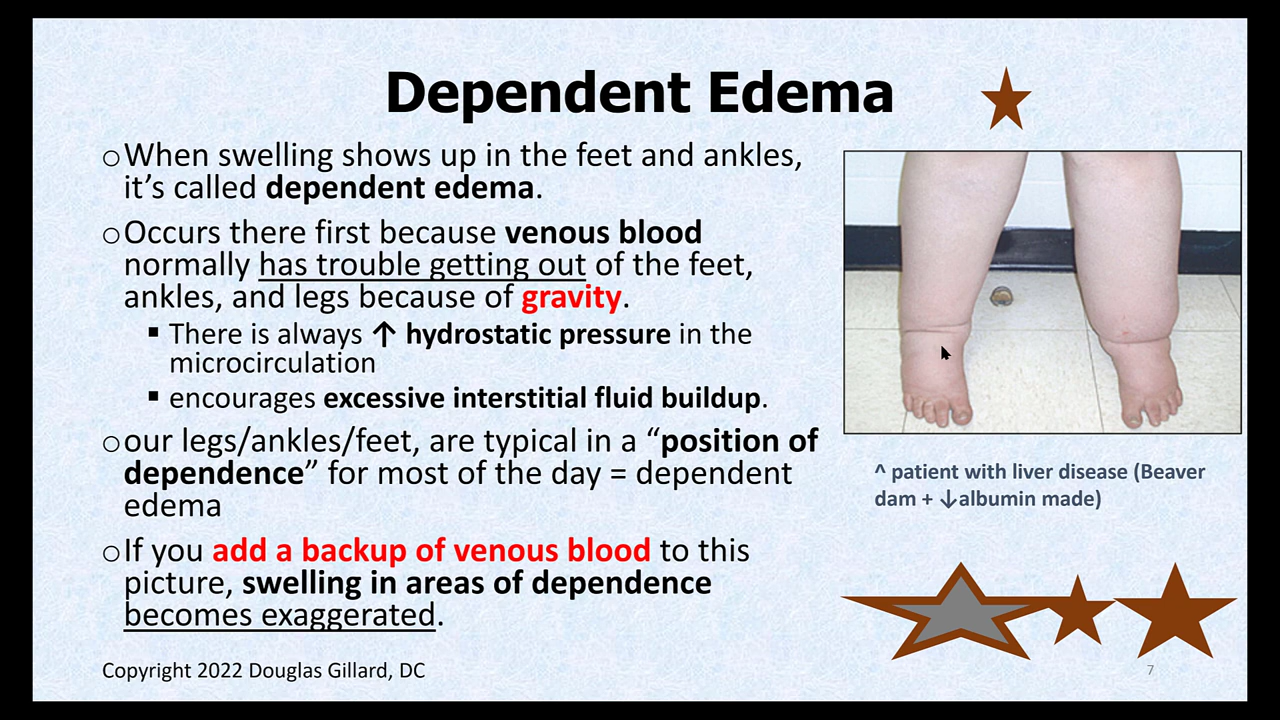 Dependent Edema
○When swelling shows up in the feet and ankles,
it’s called dependent edema.
○Occurs there first because venous blood
normally has trouble getting out of the feet,
ankles, and legs because of gravity.
▪ There is always ↑ hydrostatic pressure in the
microcirculation
▪ encourages excessive interstitial fluid buildup.
○our legs/ankles/feet, are typical in a “position of
dependence” for most of the day = dependent
edema
○If you add a backup of venous blood to this
picture, swelling in areas of dependence
becomes exaggerated.
^ patient with liver disease (Beaver
dam + ↓albumin made)
Copyright 2022 Douglas Gillard, DC
7